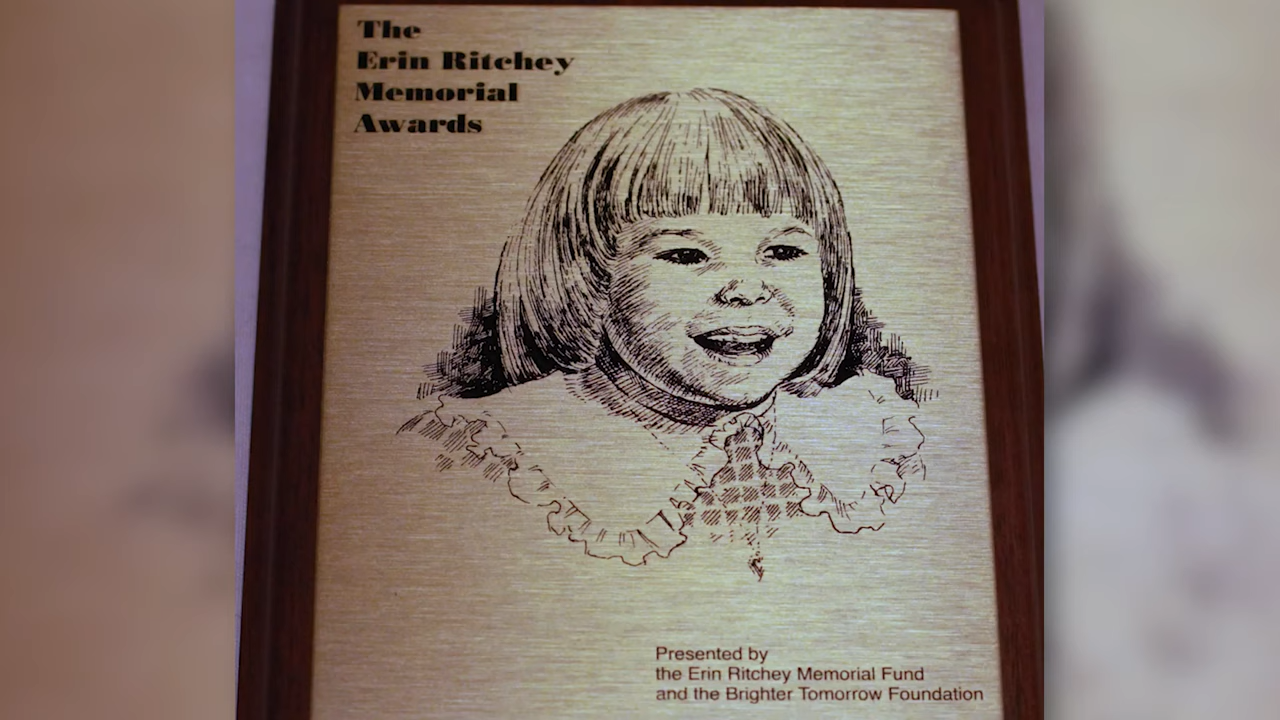 The
Erin Ritchey
Memorial
Awards
Presented by
the Erin Ritchey Memorial Fund
and the Brighter Tomorrow Foundation